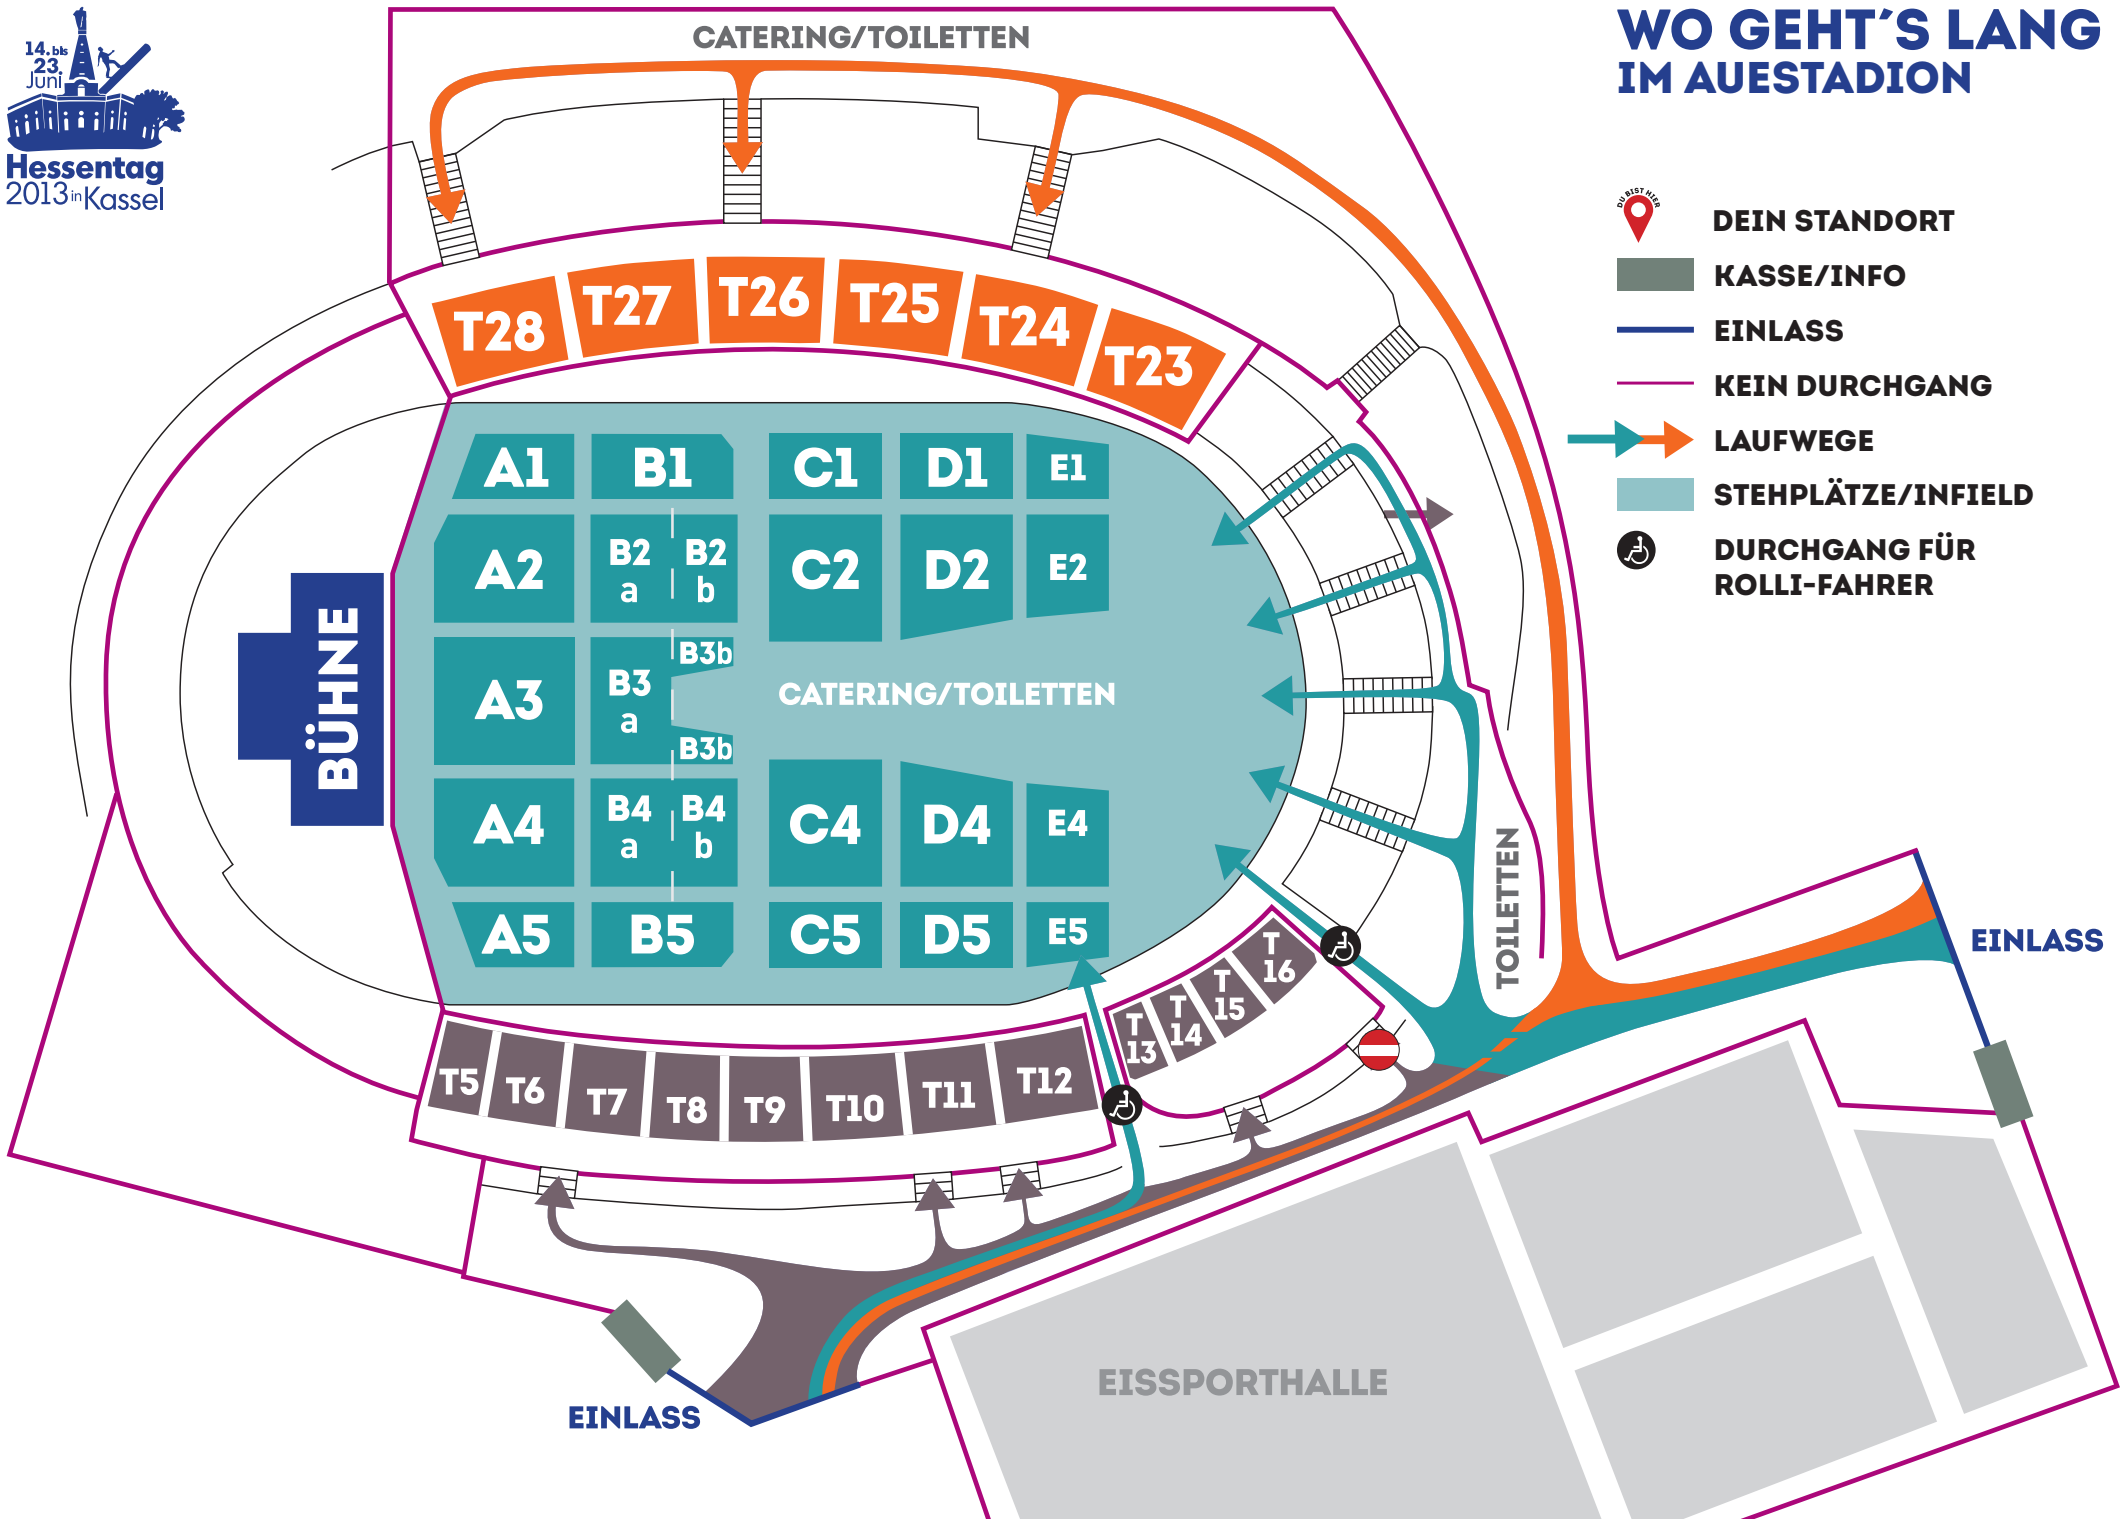 14. bis
23.
Juni
Hessentag
2013 in Kassel
CATERING/TOILETTEN
WO GEHT´S LANG
IM AUESTADION
DU BIST HIER
DEIN STANDORT
KASSE/INFO
EINLASS
KEIN DURCHGANG
LAUFWEGE
STEHPLÄTZE/INFIELD
DURCHGANG FÜR
ROLLI-FAHRER
T28
T27
T26
T25
T24
T23
A1
B1
C1
D1
E1
A2
B2
a
B2
b
C2
D2
E2
BÜHNE
A3
B3
a
B3b
B3b
CATERING/TOILETTEN
A4
B4
a
B4
b
C4
D4
E4
A5
B5
C5
D5
E5
TOILETTEN
EINLASS
T
16
T
15
T
14
T
13
T5
T6
T7
T8
T9
T10
T11
T12
EISSPORTHALLE
EINLASS